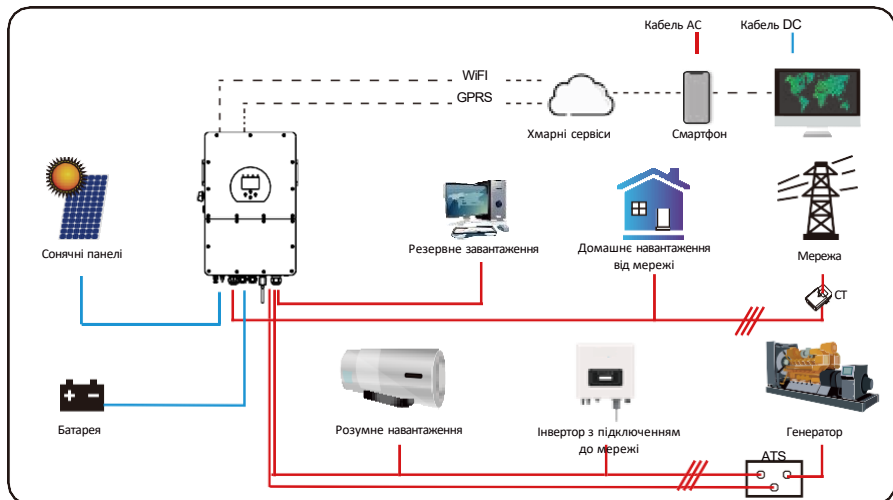 Кабель AC
Кабель DC
WiFI
GPRS
Хмарні сервіси
Смартфон
Сонячні панелі
Резервне завантаження
Домашнє навантаження
від мережі
Мережа
CT
Батарея
Розумне навантаження
Інвертор з підключенням
до мережі
Генератор
ATS